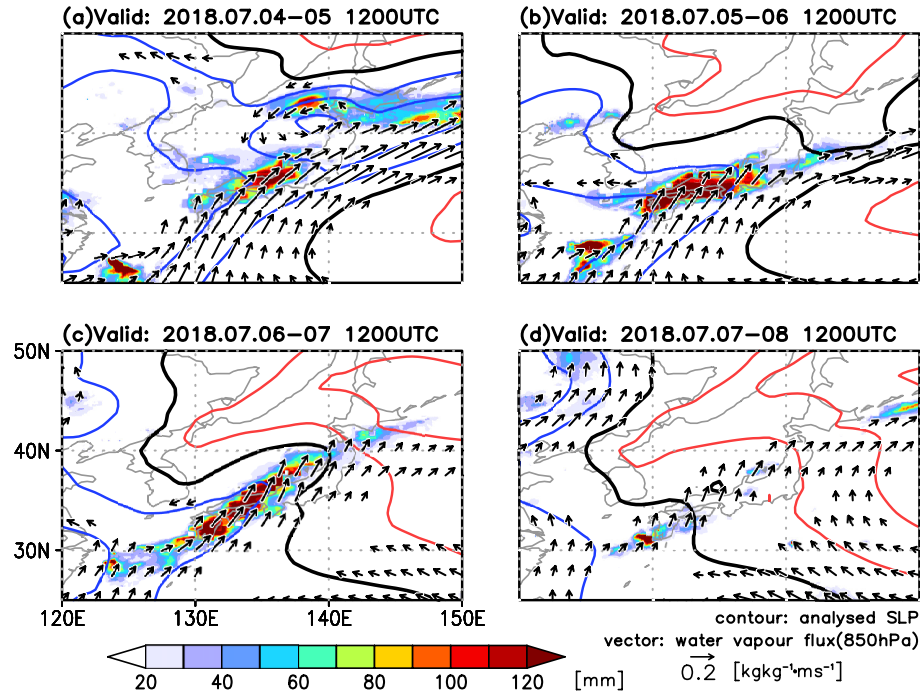 (a)Valid: 2018.07.04-05 1200UTC
(b)Valid: 2018.07.05-06 1200UTC
(c)Valid: 2018.07.06-07 1200UTC
(d)Valid: 2018.07.07-08 1200UTC
50N
40N
30N
120E 130E 140E 150E
contour: analysed SLP
vector: water vapour flux(850hPa)
0.2 [kgkg⁻¹•ms⁻¹]
20 40 60 80 100 120 [mm]